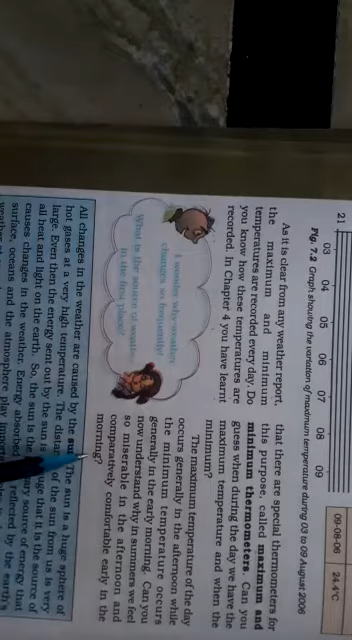 09-08-06 24.4°C
21
03 04 05 06 07 08 09
Fig. 7.2 Graph showing the variation of maximum temperature during 03 to 09 August 2006
As it is clear from any weather report,
the maximum and minimum
temperatures are recorded every day. Do
you know how these temperatures are
recorded. In Chapter 4 you have learnt
I wonder why weather
changes so frequently!
What is the source of
in the first place?
that there are special thermometers for
this purpose, called maximum and
minimum thermometers. Can you
guess when during the day we have the
maximum temperature and when the
minimum?
The maximum temperature of the day
occurs generally in the afternoon while
the minimum temperature occurs
generally in the early morning. Can you
now understand why in summers we feel
so miserable in the afternoon and
comparatively comfortable early in the
morning?
All changes in the weather are caused by the sun. The sun is a huge sphere of
hot gases at a very high temperature. The distance of the sun from us is very
large. Even then the energy sent out by the sun is so huge that it is the source of
all heat and light on the earth. So, the sun is the primary source of energy that
causes changes in the weather. Energy absorbed and reflected by the earth's
surface, oceans and the atmosphere play important